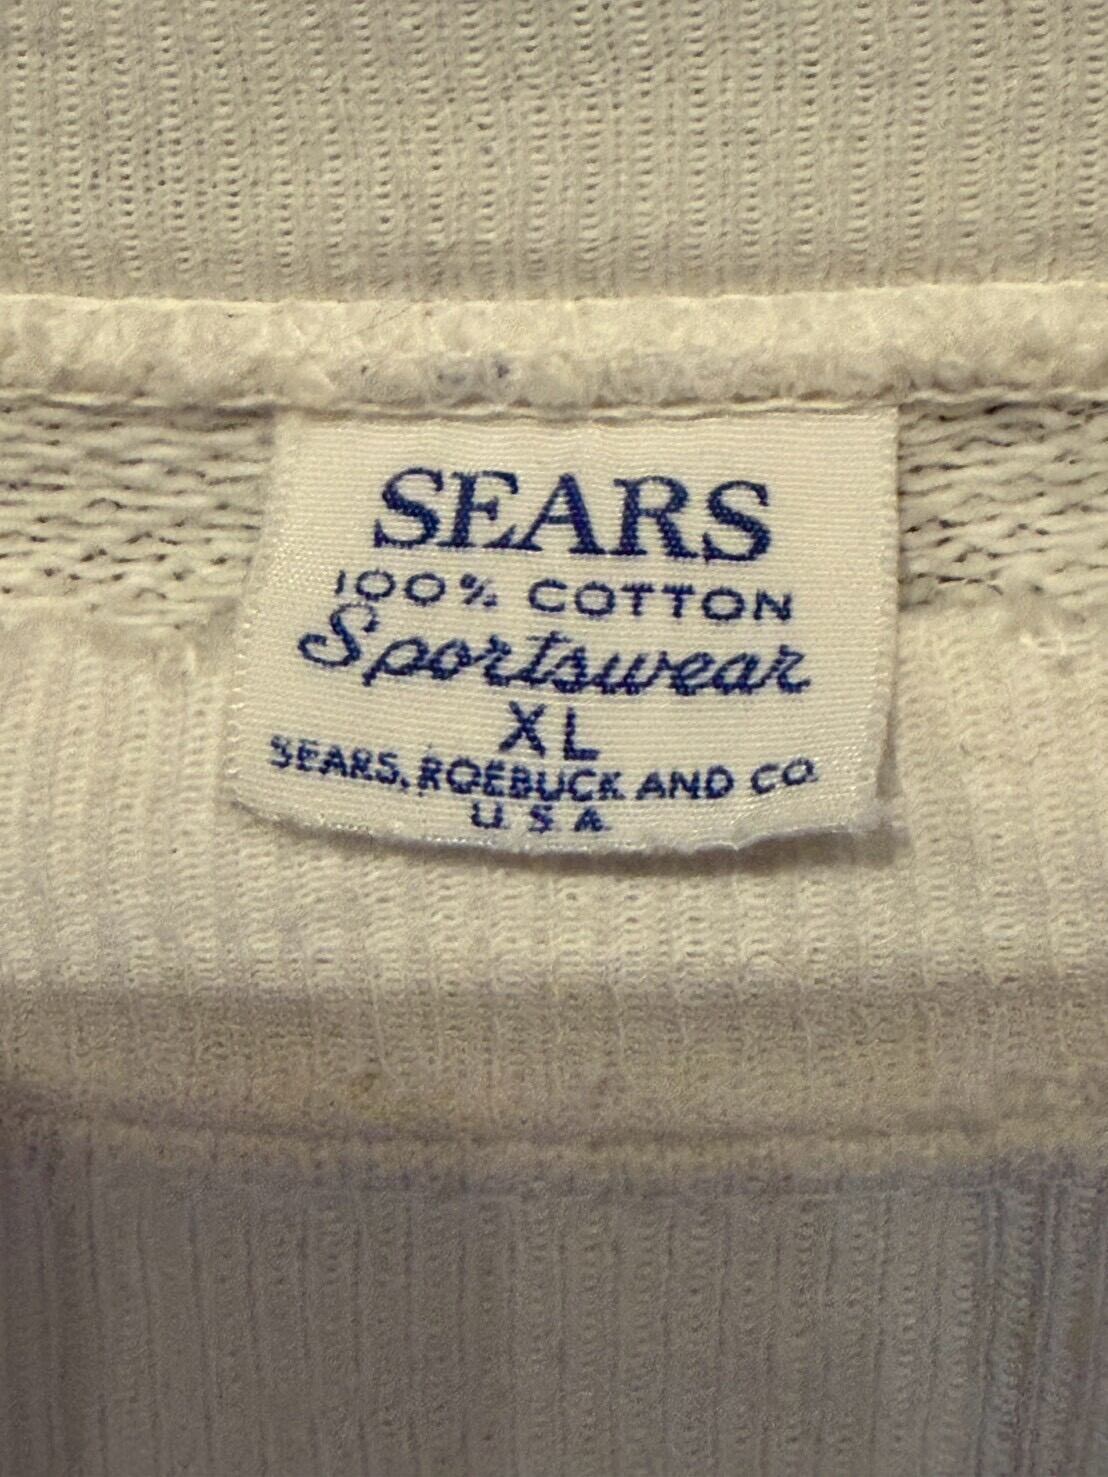 SEARS
100% COTTON
Sportswear
XL
SEARS, ROEBUCK AND CO.
U.S.A.